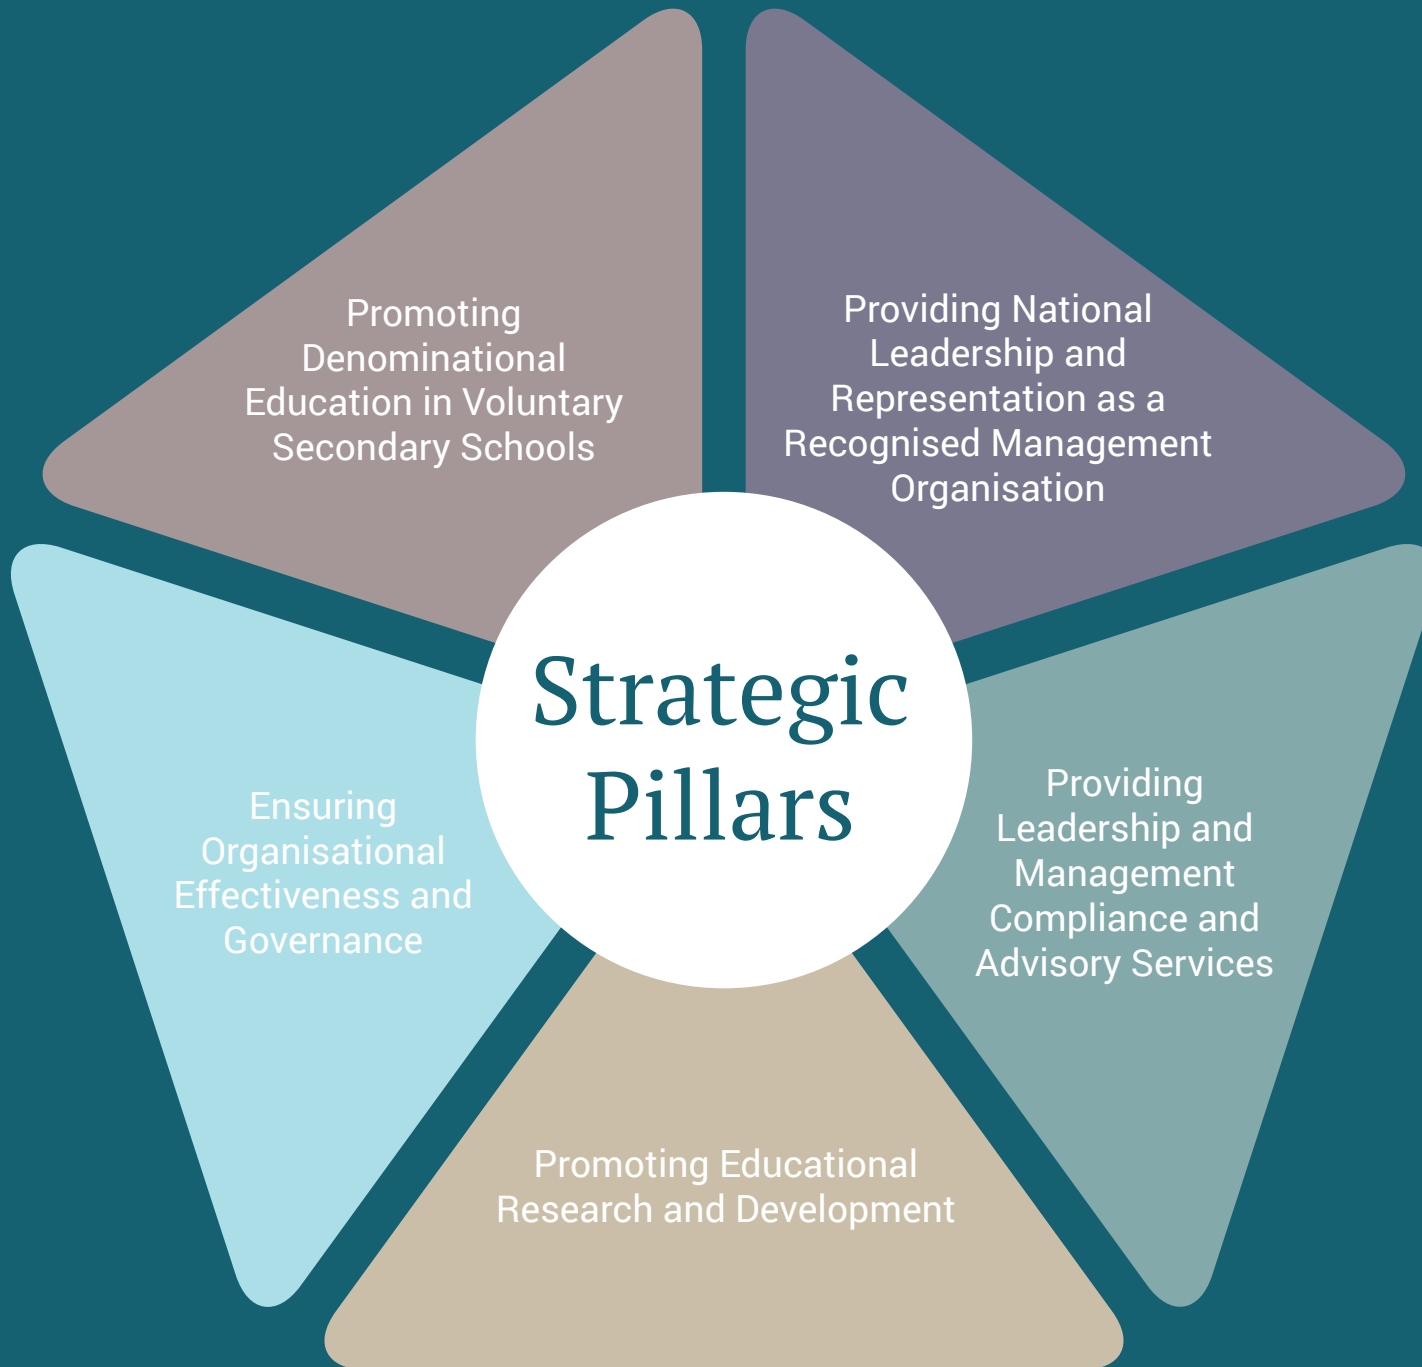 Promoting
Denominational
Education in Voluntary
Secondary Schools
Providing National
Leadership and
Representation as a
Recognised Management
Organisation
Strategic
Pillars
Ensuring
Organisational
Effectiveness and
Governance
Providing
Leadership and
Management
Compliance and
Advisory Services
Promoting Educational
Research and Development